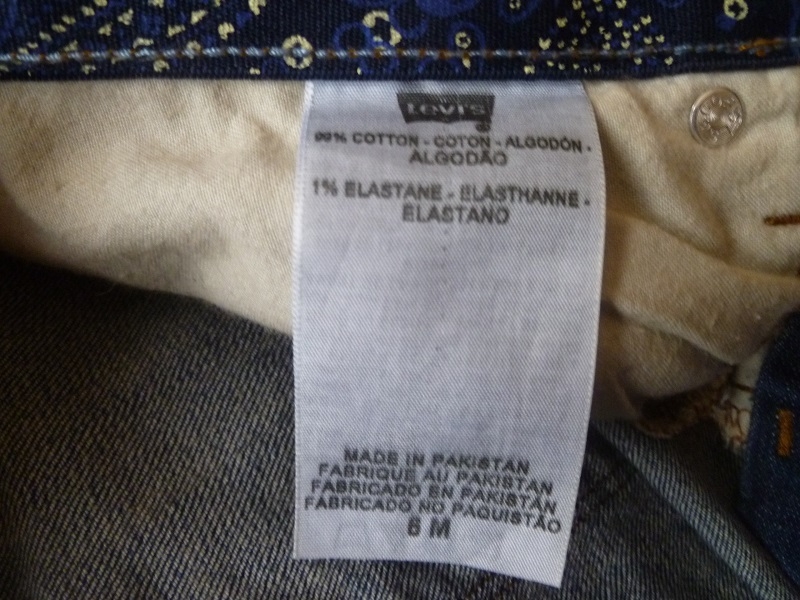 Levi's
®
99% COTTON - COTON - ALGODÓN -
ALGODÃO
1% ELASTANE - ELASTHANNE -
ELASTANO
MADE IN PAKISTAN
FABRIQUE AU PAKISTAN
FABRICADO EN PAKISTÁN
FABRICADO NO PAQUISTÃO
6 M